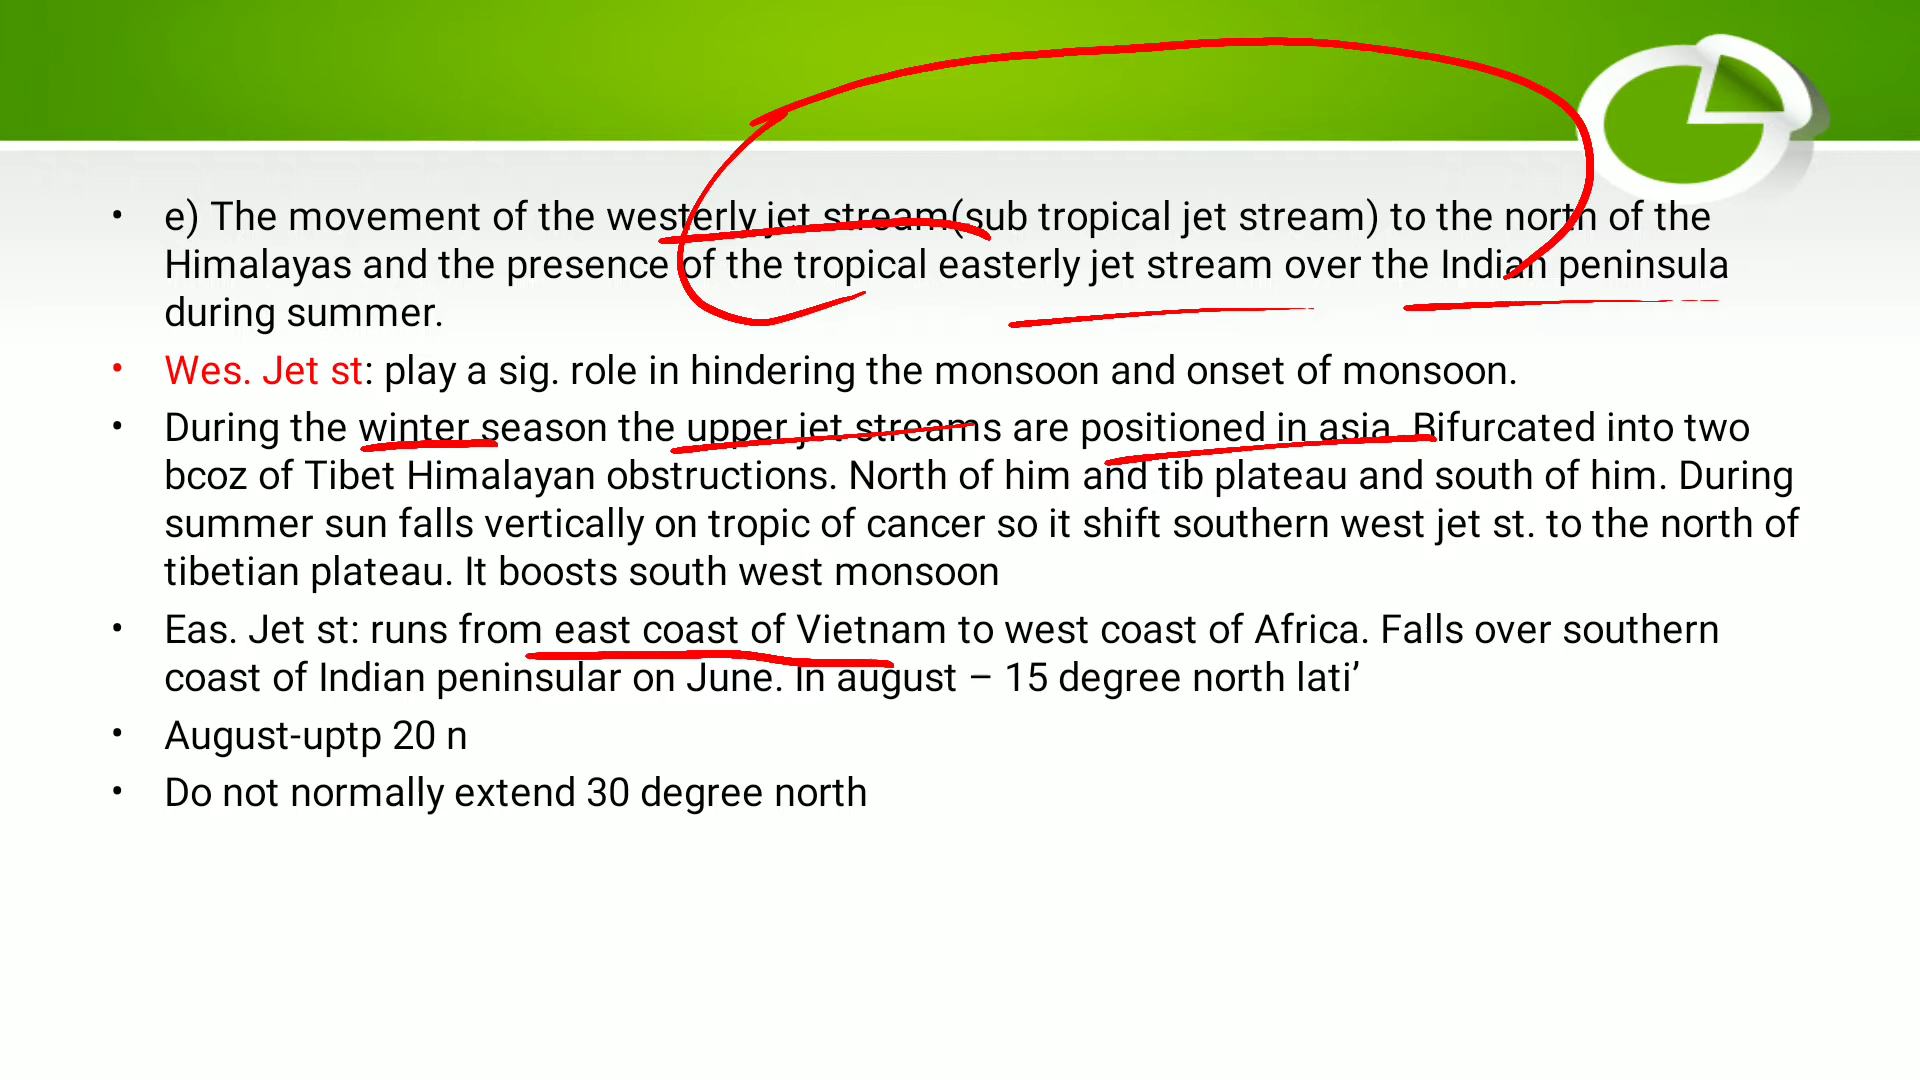 • e) The movement of the westerly jet stream(sub tropical jet stream) to the north of the
Himalayas and the presence of the tropical easterly jet stream over the Indian peninsula
during summer.
• Wes. Jet st: play a sig. role in hindering the monsoon and onset of monsoon.
• During the winter season the upper jet streams are positioned in asia. Bifurcated into two
bcoz of Tibet Himalayan obstructions. North of him and tib plateau and south of him. During
summer sun falls vertically on tropic of cancer so it shift southern west jet st. to the north of
tibetian plateau. It boosts south west monsoon
• Eas. Jet st: runs from east coast of Vietnam to west coast of Africa. Falls over southern
coast of Indian peninsular on June. In august – 15 degree north lati’
• August-uptp 20 n
• Do not normally extend 30 degree north